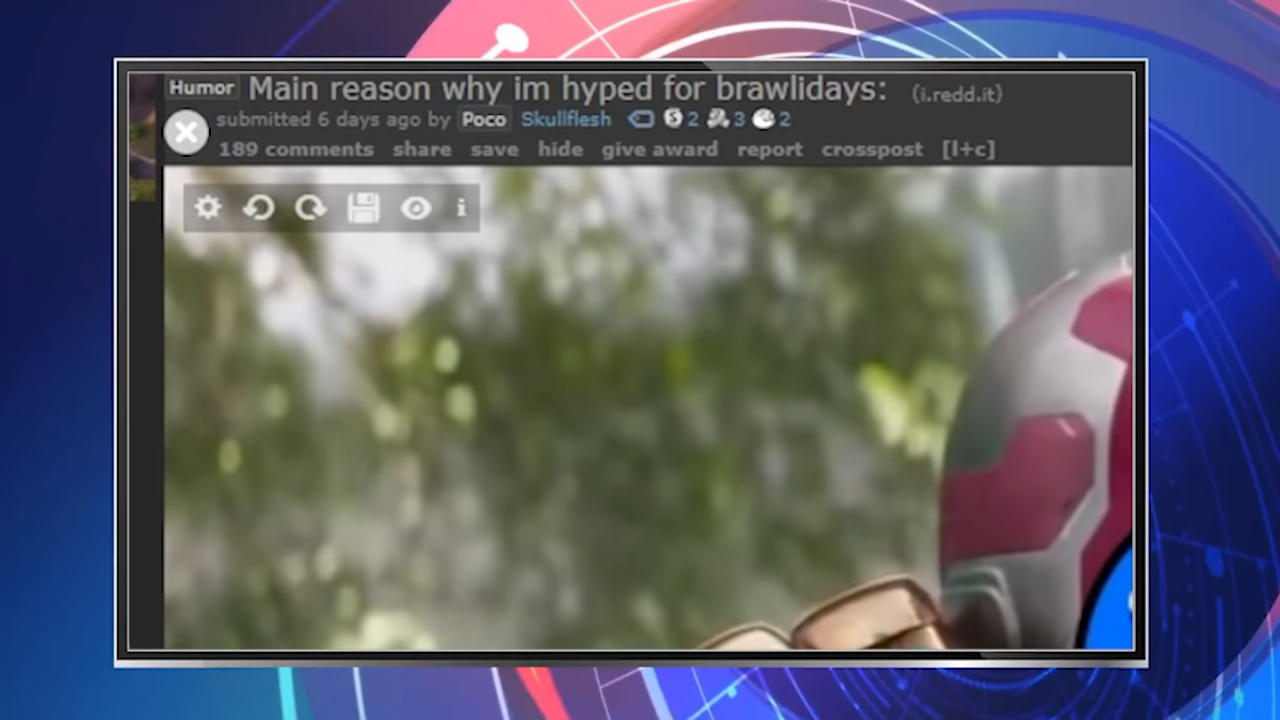 Humor Main reason why im hyped for brawlidays: (i.redd.it)
submitted 6 days ago by Poco Skullflesh 2 3 2
189 comments share save hide give award report crosspost [l+c]
i